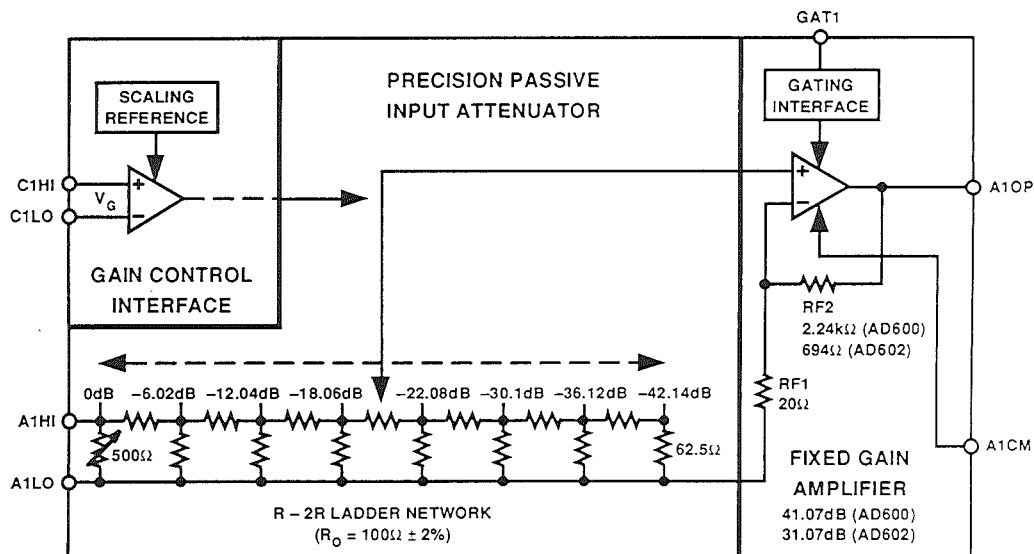 GAT1
SCALING
REFERENCE
PRECISION PASSIVE
INPUT ATTENUATOR
GATING
INTERFACE
C1HI
+
VG
−
C1LO
+
−
A1OP
GAIN CONTROL
INTERFACE
RF2
2.24kΩ (AD600)
694Ω (AD602)
RF1
20Ω
0dB −6.02dB −12.04dB −18.06dB −22.08dB −30.1dB −36.12dB −42.14dB
A1HI
500Ω
62.5Ω
A1LO
A1CM
R – 2R LADDER NETWORK
(RO = 100Ω ± 2%)
FIXED GAIN
AMPLIFIER
41.07dB (AD600)
31.07dB (AD602)